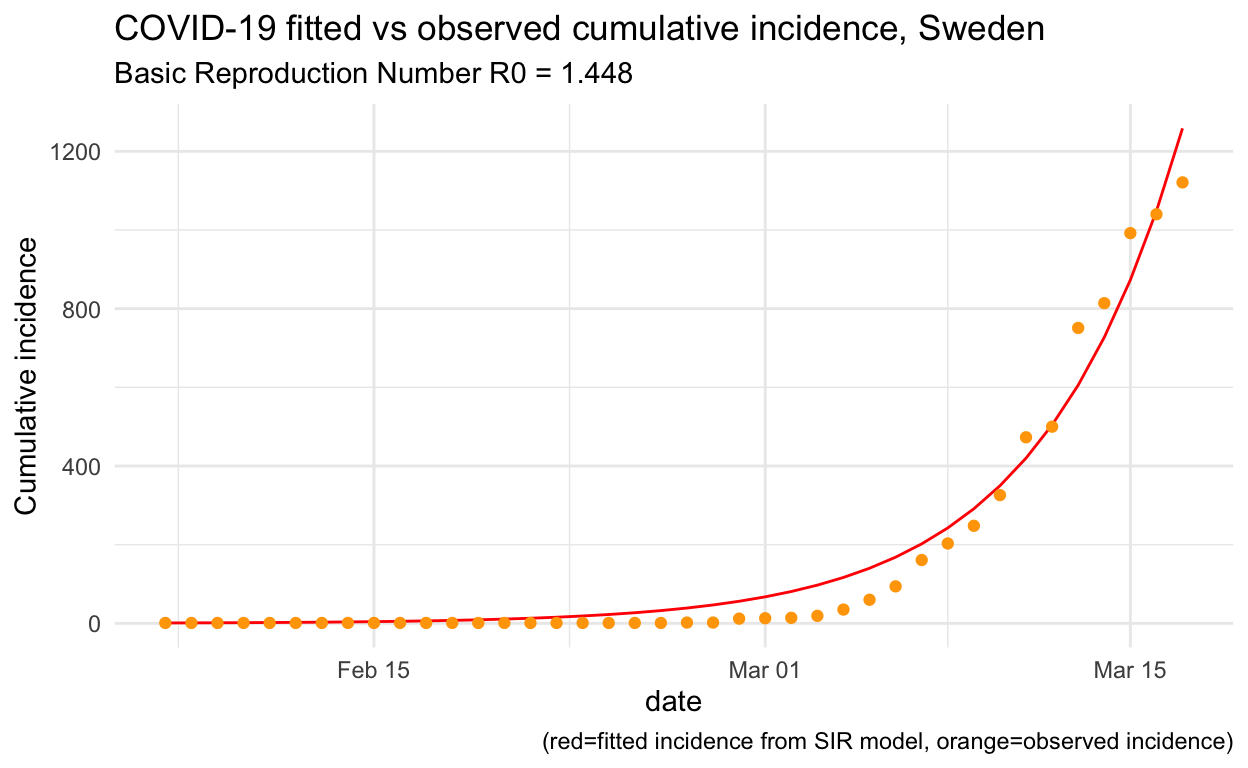 COVID-19 fitted vs observed cumulative incidence, Sweden
Basic Reproduction Number R0 = 1.448
Cumulative incidence
1200
800
400
0
Feb 15 Mar 01 Mar 15
date
(red=fitted incidence from SIR model, orange=observed incidence)